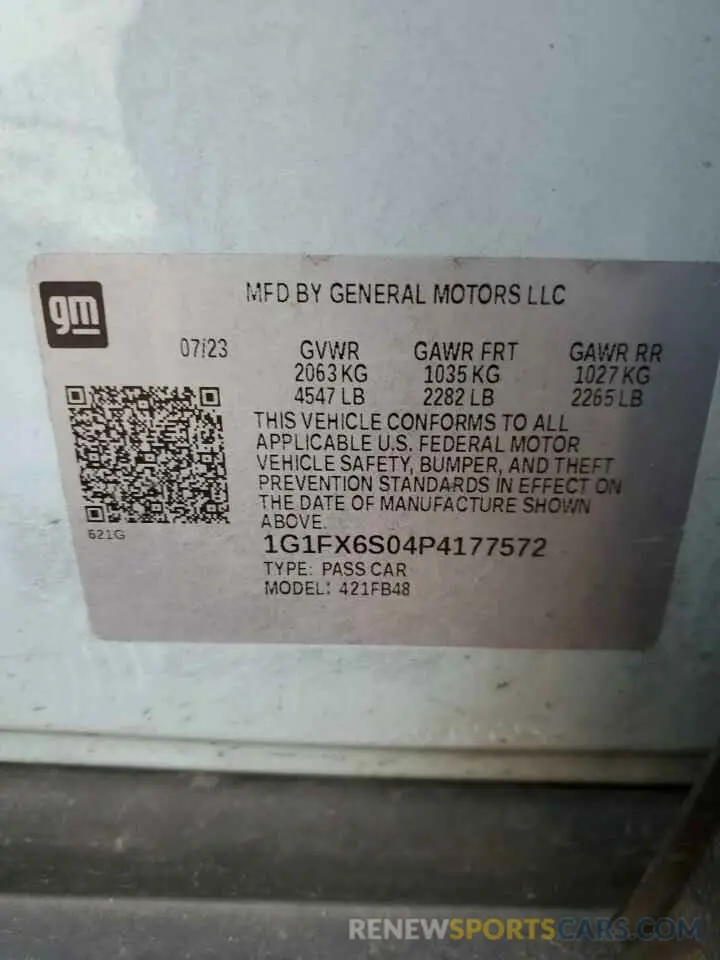 gm
MFD BY GENERAL MOTORS LLC
07/23 GVWR GAWR FRT GAWR RR
2063 KG 1035 KG 1027 KG
4547 LB 2282 LB 2265 LB
THIS VEHICLE CONFORMS TO ALL
APPLICABLE U.S. FEDERAL MOTOR
VEHICLE SAFETY, BUMPER, AND THEFT
PREVENTION STANDARDS IN EFFECT ON
THE DATE OF MANUFACTURE SHOWN
ABOVE.
621G
1G1FX6S04P4177572
TYPE: PASS CAR
MODEL: 421FB48
RENEWSPORTSCARS.COM